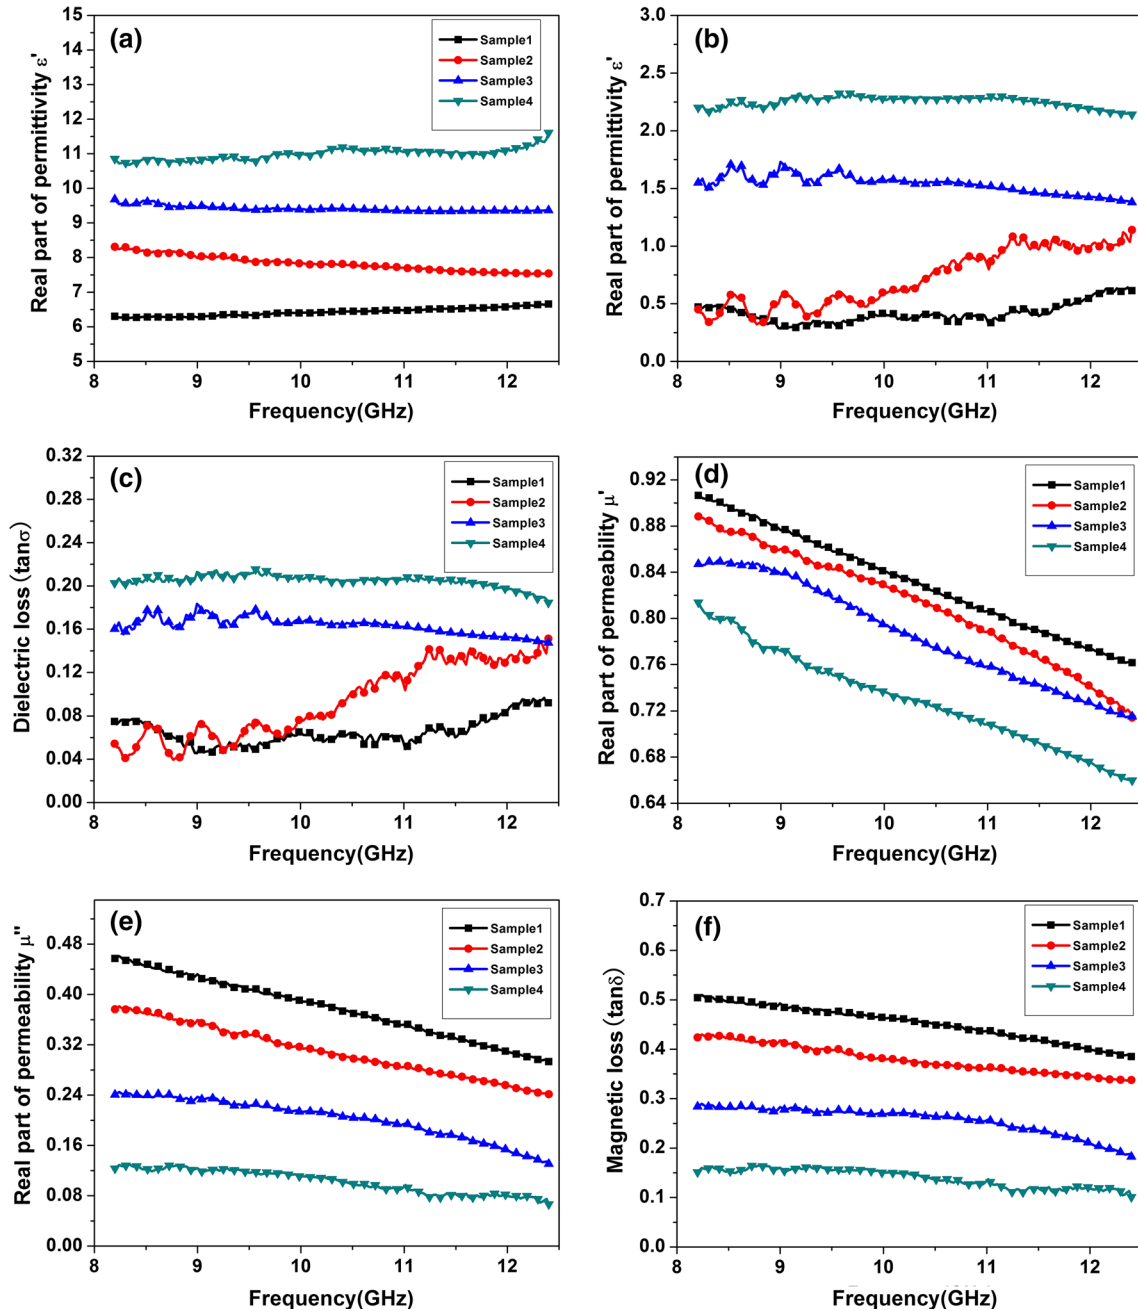 (a)
Real part of permittivity ε'
15
14
13
12
11
10
9
8
7
6
5
Sample1
Sample2
Sample3
Sample4
8 9 10 11 12
Frequency(GHz)
(b)
Real part of permittivity ε'
3.0
2.5
2.0
1.5
1.0
0.5
0.0
8 9 10 11 12
Frequency(GHz)
(c)
Dielectric loss (tanσ)
0.32
0.28
0.24
0.20
0.16
0.12
0.08
0.04
0.00
Sample1
Sample2
Sample3
Sample4
8 9 10 11 12
Frequency(GHz)
(d)
Real part of permeability μ'
0.92
0.88
0.84
0.80
0.76
0.72
0.68
0.64
Sample1
Sample2
Sample3
Sample4
8 9 10 11 12
Frequency(GHz)
(e)
Real part of permeability μ"
0.48
0.40
0.32
0.24
0.16
0.08
0.00
Sample1
Sample2
Sample3
Sample4
8 9 10 11 12
Frequency(GHz)
(f)
Magnetic loss (tanδ)
0.7
0.6
0.5
0.4
0.3
0.2
0.1
0.0
Sample1
Sample2
Sample3
Sample4
8 9 10 11 12
Frequency(GHz)